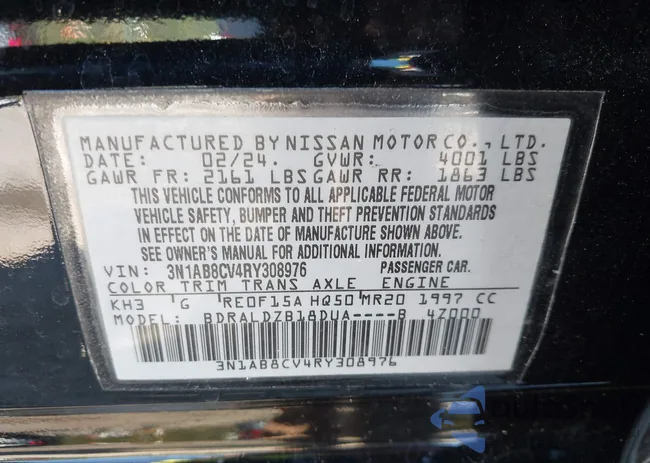 MANUFACTURED BY NISSAN MOTOR CO., LTD.
DATE: 02/24. GVWR: 4001 LBS
GAWR FR: 2161 LBS GAWR RR: 1863 LBS
THIS VEHICLE CONFORMS TO ALL APPLICABLE FEDERAL MOTOR
VEHICLE SAFETY, BUMPER AND THEFT PREVENTION STANDARDS
IN EFFECT ON THE DATE OF MANUFACTURE SHOWN ABOVE.
SEE OWNER'S MANUAL FOR ADDITIONAL INFORMATION.
VIN: 3N1AB8CV4RY308976 PASSENGER CAR.
COLOR TRIM TRANS AXLE ENGINE
KH3 G RE0F15A HQ50 MR20 1997 CC
MODEL: BDRALDZB18DUA----B 4Z000
3N1AB8CV4RY308976